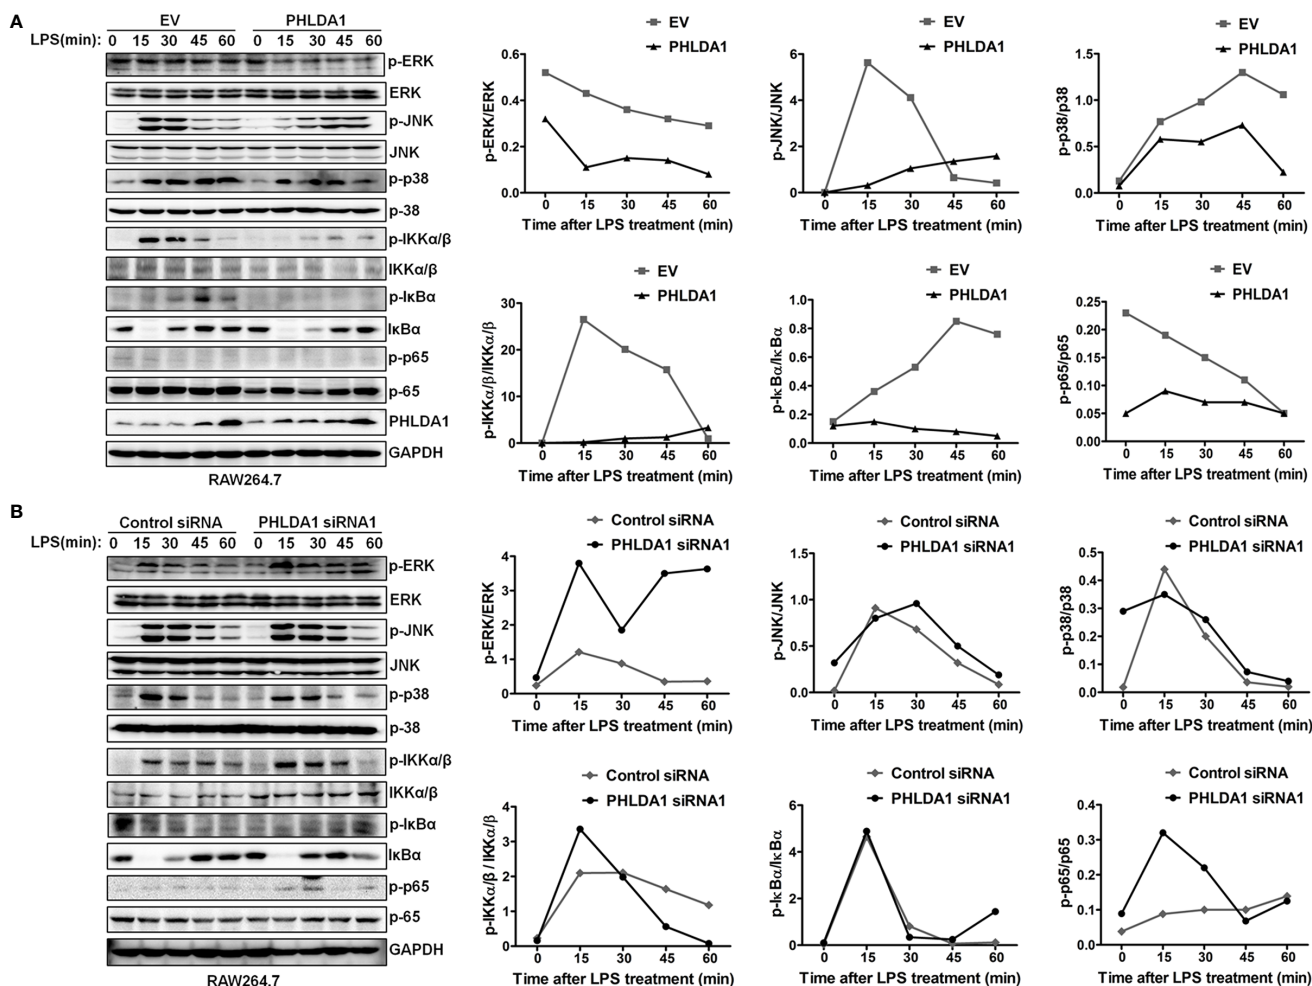 A
EV PHLDA1
LPS(min): 0 15 30 45 60 0 15 30 45 60
p-ERK
ERK
p-JNK
JNK
p-p38
p-38
p-IKKα/β
IKKα/β
p-IκBα
IκBα
p-p65
p-65
PHLDA1
GAPDH
RAW264.7
EV
PHLDA1
p-ERK/ERK
0.6
0.4
0.2
0.0
0 15 30 45 60
Time after LPS treatment (min)
EV
PHLDA1
p-JNK/JNK
6
4
2
0
0 15 30 45 60
Time after LPS treatment (min)
EV
PHLDA1
p-p38/p38
1.5
1.0
0.5
0.0
0 15 30 45 60
Time after LPS treatment (min)
EV
PHLDA1
p-IKKα/β/IKKα/β
30
20
10
0
0 15 30 45 60
Time after LPS treatment (min)
EV
PHLDA1
p-IκBα/IκBα
1.0
0.8
0.6
0.4
0.2
0.0
0 15 30 45 60
Time after LPS treatment (min)
EV
PHLDA1
p-p65/p65
0.25
0.20
0.15
0.10
0.05
0.00
0 15 30 45 60
Time after LPS treatment (min)
B
Control siRNA PHLDA1 siRNA1
LPS(min): 0 15 30 45 60 0 15 30 45 60
p-ERK
ERK
p-JNK
JNK
p-p38
p-38
p-IKKα/β
IKKα/β
p-IκBα
IκBα
p-p65
p-65
GAPDH
RAW264.7
Control siRNA
PHLDA1 siRNA1
p-ERK/ERK
4
3
2
1
0
0 15 30 45 60
Time after LPS treatment (min)
Control siRNA
PHLDA1 siRNA1
p-JNK/JNK
1.5
1.0
0.5
0.0
0 15 30 45 60
Time after LPS treatment (min)
Control siRNA
PHLDA1 siRNA1
p-p38/p38
0.5
0.4
0.3
0.2
0.1
0.0
0 15 30 45 60
Time after LPS treatment (min)
Control siRNA
PHLDA1 siRNA1
p-IKKα/β / IKKα/β
4
3
2
1
0
0 15 30 45 60
Time after LPS treatment (min)
Control siRNA
PHLDA1 siRNA1
p-IκBα/IκBα
6
4
2
0
0 15 30 45 60
Time after LPS treatment (min)
Control siRNA
PHLDA1 siRNA1
p-p65/p65
0.4
0.3
0.2
0.1
0.0
0 15 30 45 60
Time after LPS treatment (min)